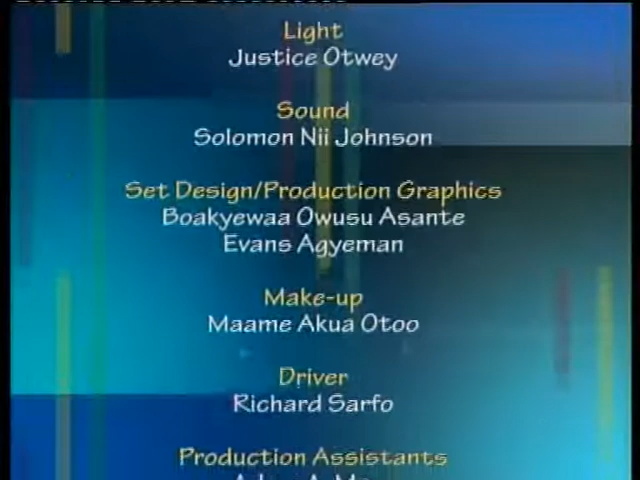 Light
Justice Otwey
Sound
Solomon Nii Johnson
Set Design/Production Graphics
Boakyewaa Owusu Asante
Evans Agyeman
Make-up
Maame Akua Otoo
Driver
Richard Sarfo
Production Assistants